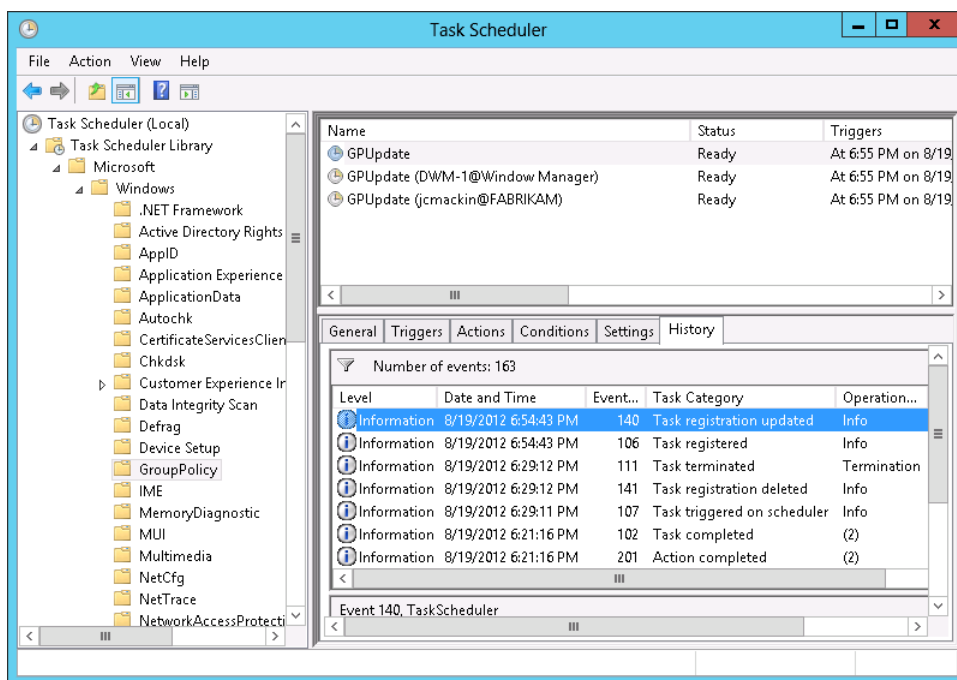 Task Scheduler
File Action View Help
Task Scheduler (Local)
Task Scheduler Library
Microsoft
Windows
.NET Framework
Active Directory Rights
AppID
Application Experience
ApplicationData
Autochk
CertificateServicesClien
Chkdsk
Customer Experience Ir
Data Integrity Scan
Defrag
Device Setup
GroupPolicy
IME
MemoryDiagnostic
MUI
Multimedia
NetCfg
NetTrace
NetworkAccessProtecti
Name Status Triggers
GPUpdate Ready At 6:55 PM on 8/19
GPUpdate (DWM-1@Window Manager) Ready At 6:55 PM on 8/19
GPUpdate (jcmackin@FABRIKAM) Ready At 6:55 PM on 8/19
General Triggers Actions Conditions Settings History
Number of events: 163
Level Date and Time Event... Task Category Operation...
Information 8/19/2012 6:54:43 PM 140 Task registration updated Info
Information 8/19/2012 6:54:43 PM 106 Task registered Info
Information 8/19/2012 6:29:12 PM 111 Task terminated Termination
Information 8/19/2012 6:29:12 PM 141 Task registration deleted Info
Information 8/19/2012 6:29:11 PM 107 Task triggered on scheduler Info
Information 8/19/2012 6:21:16 PM 102 Task completed (2)
Information 8/19/2012 6:21:16 PM 201 Action completed (2)
Event 140, TaskScheduler